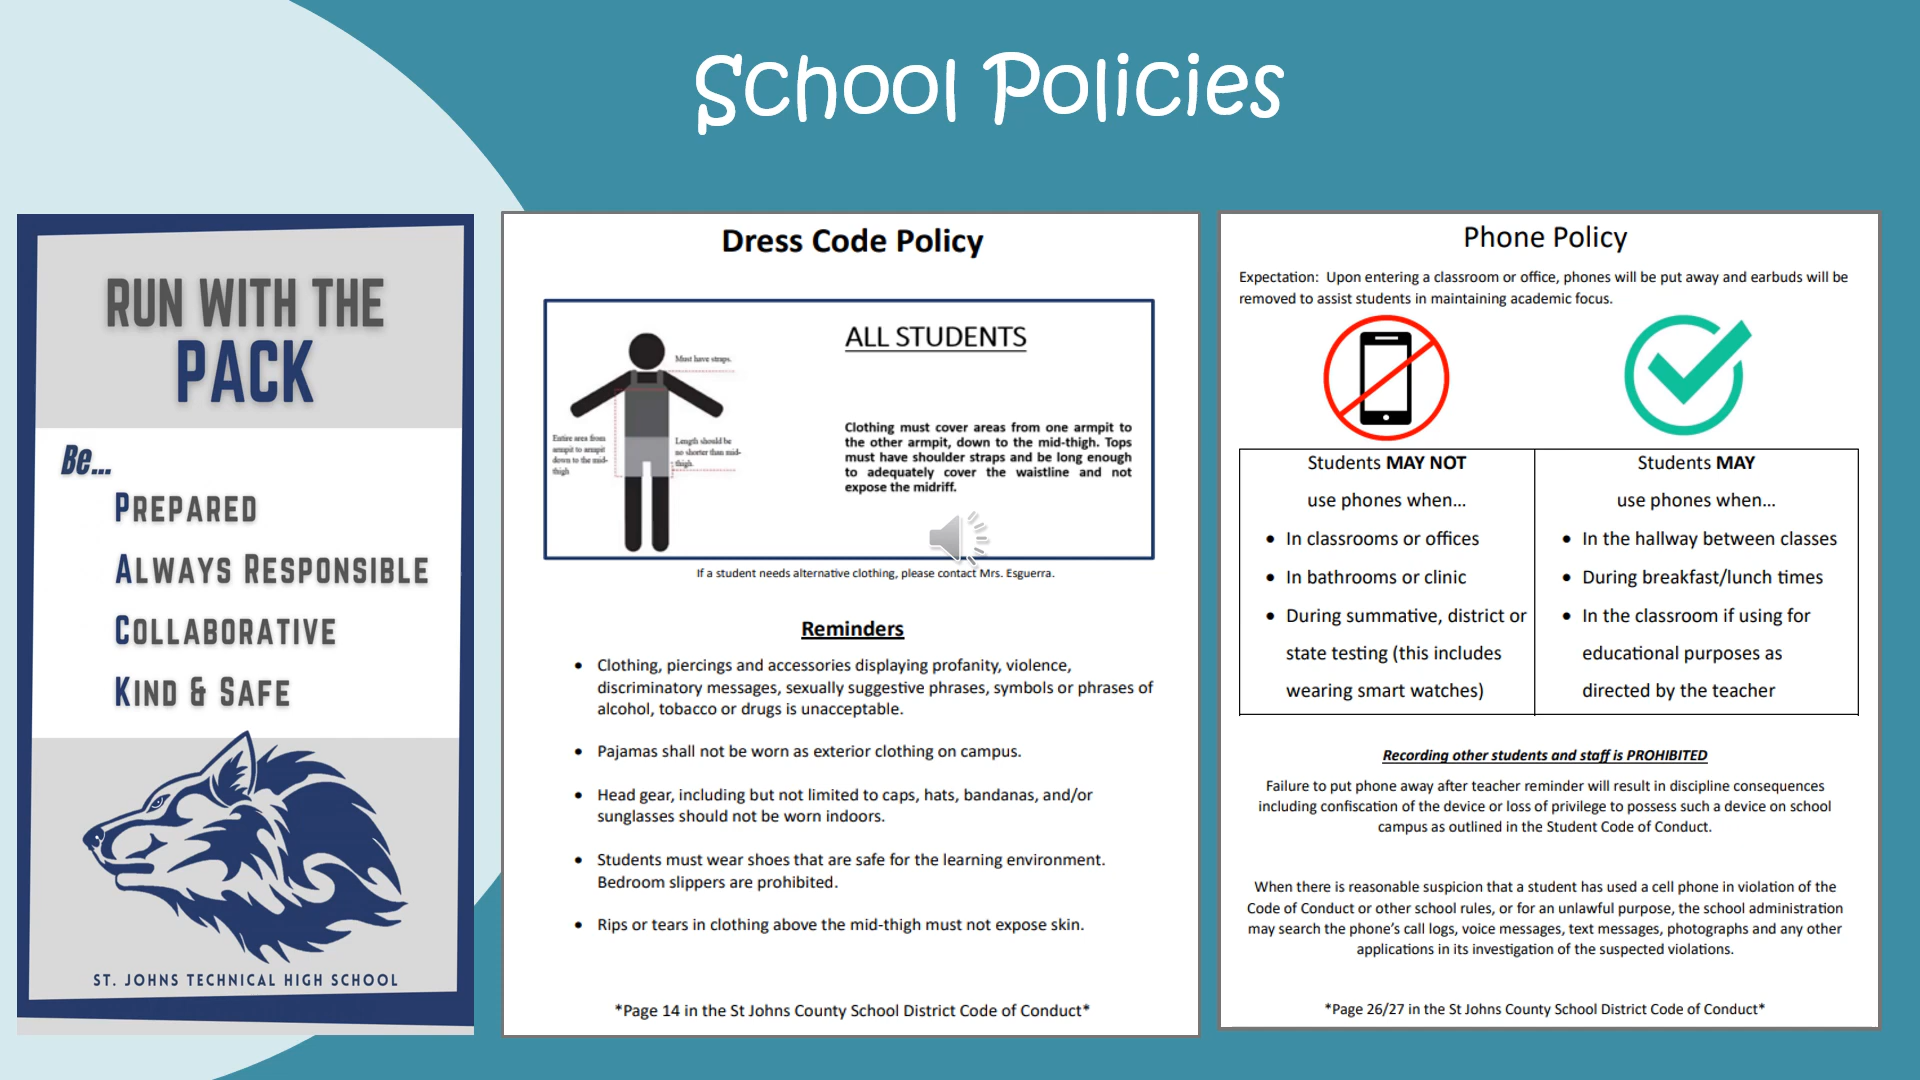 School Policies
RUN WITH THE
PACK
Be...
PREPARED
ALWAYS RESPONSIBLE
COLLABORATIVE
KIND & SAFE
ST. JOHNS TECHNICAL HIGH SCHOOL
Dress Code Policy
ALL STUDENTS
Must have straps.
Entire area from
armpit to armpit
down to the mid-
thigh
Length should be
no shorter than mid-
thigh.
Clothing must cover areas from one armpit to
the other armpit, down to the mid-thigh. Tops
must have shoulder straps and be long enough
to adequately cover the waistline and not
expose the midriff.
If a student needs alternative clothing, please contact Mrs. Esguerra.
Reminders
• Clothing, piercings and accessories displaying profanity, violence,
discriminatory messages, sexually suggestive phrases, symbols or phrases of
alcohol, tobacco or drugs is unacceptable.
• Pajamas shall not be worn as exterior clothing on campus.
• Head gear, including but not limited to caps, hats, bandanas, and/or
sunglasses should not be worn indoors.
• Students must wear shoes that are safe for the learning environment.
Bedroom slippers are prohibited.
• Rips or tears in clothing above the mid-thigh must not expose skin.
*Page 14 in the St Johns County School District Code of Conduct*
Phone Policy
Expectation: Upon entering a classroom or office, phones will be put away and earbuds will be
removed to assist students in maintaining academic focus.
Students MAY NOT
use phones when...
• In classrooms or offices
• In bathrooms or clinic
• During summative, district or
state testing (this includes
wearing smart watches)
Students MAY
use phones when...
• In the hallway between classes
• During breakfast/lunch times
• In the classroom if using for
educational purposes as
directed by the teacher
Recording other students and staff is PROHIBITED
Failure to put phone away after teacher reminder will result in discipline consequences
including confiscation of the device or loss of privilege to possess such a device on school
campus as outlined in the Student Code of Conduct.
When there is reasonable suspicion that a student has used a cell phone in violation of the
Code of Conduct or other school rules, or for an unlawful purpose, the school administration
may search the phone's call logs, voice messages, text messages, photographs and any other
applications in its investigation of the suspected violations.
*Page 26/27 in the St Johns County School District Code of Conduct*